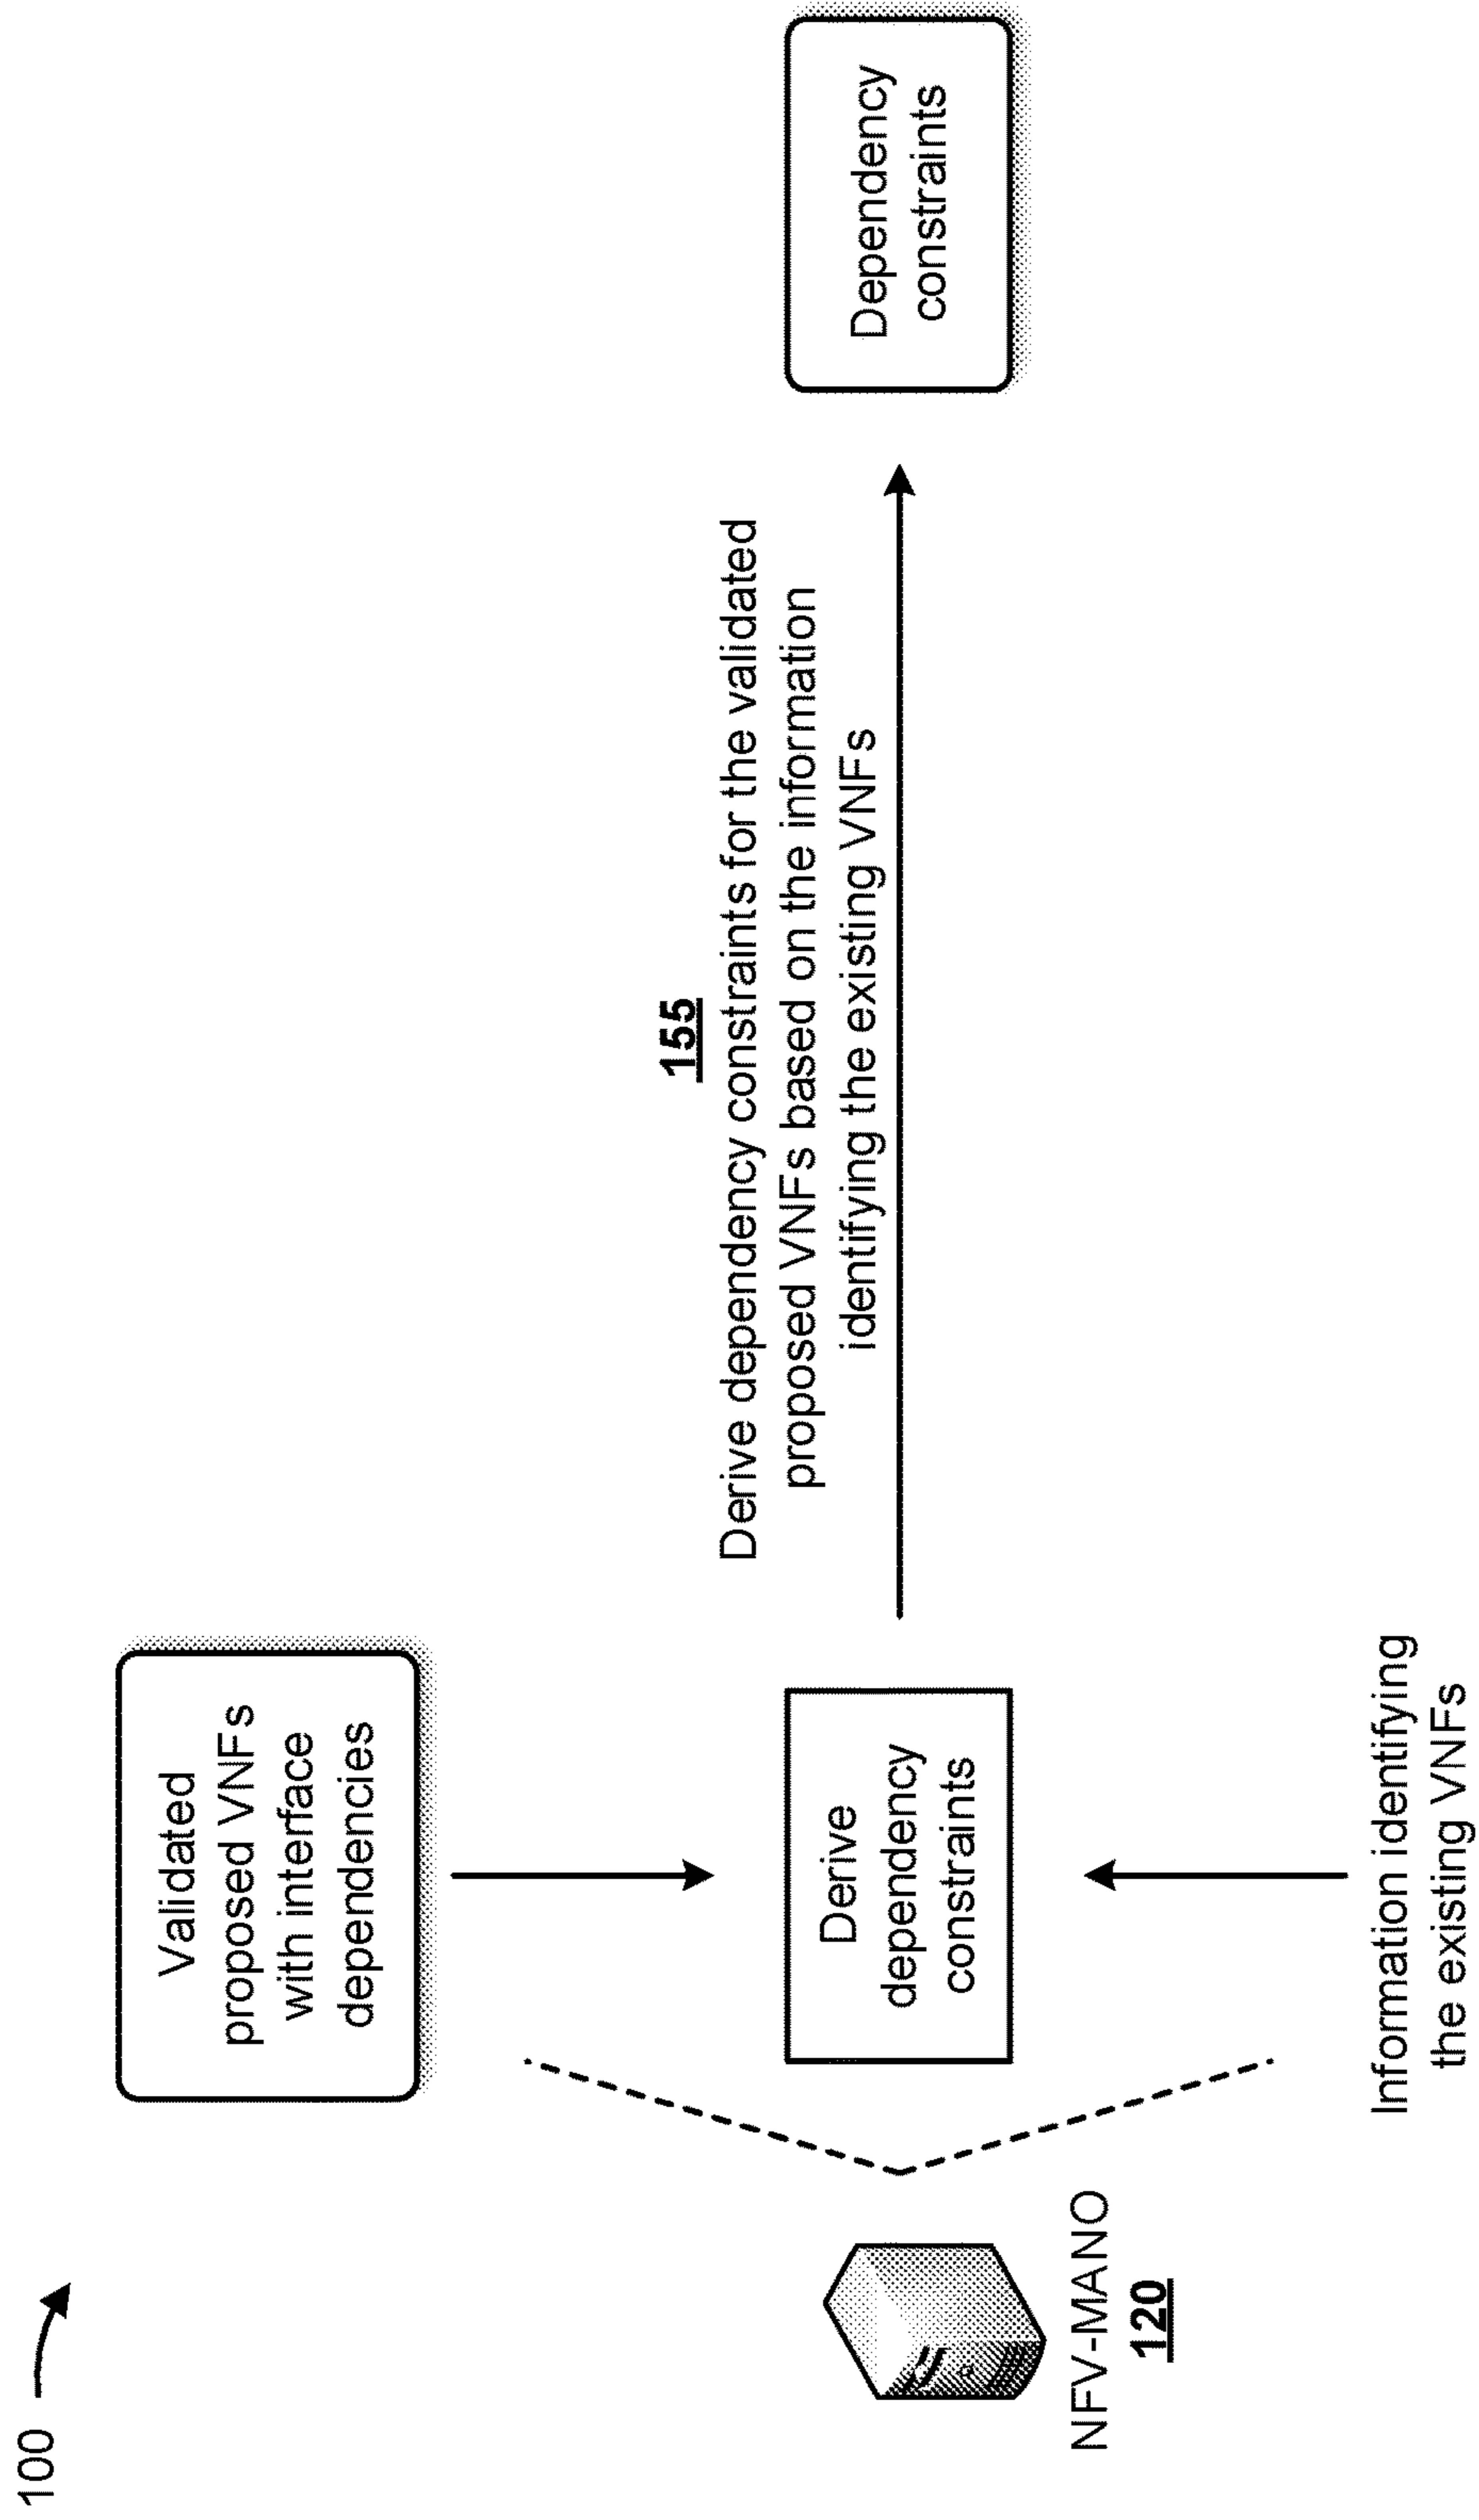 100
Validated
proposed VNFs
with interface
dependencies
155
Derive dependency constraints for the validated
proposed VNFs based on the information
identifying the existing VNFs
Derive
dependency
constraints
Dependency
constraints
NFV-MANO
120
Information identifying
the existing VNFs